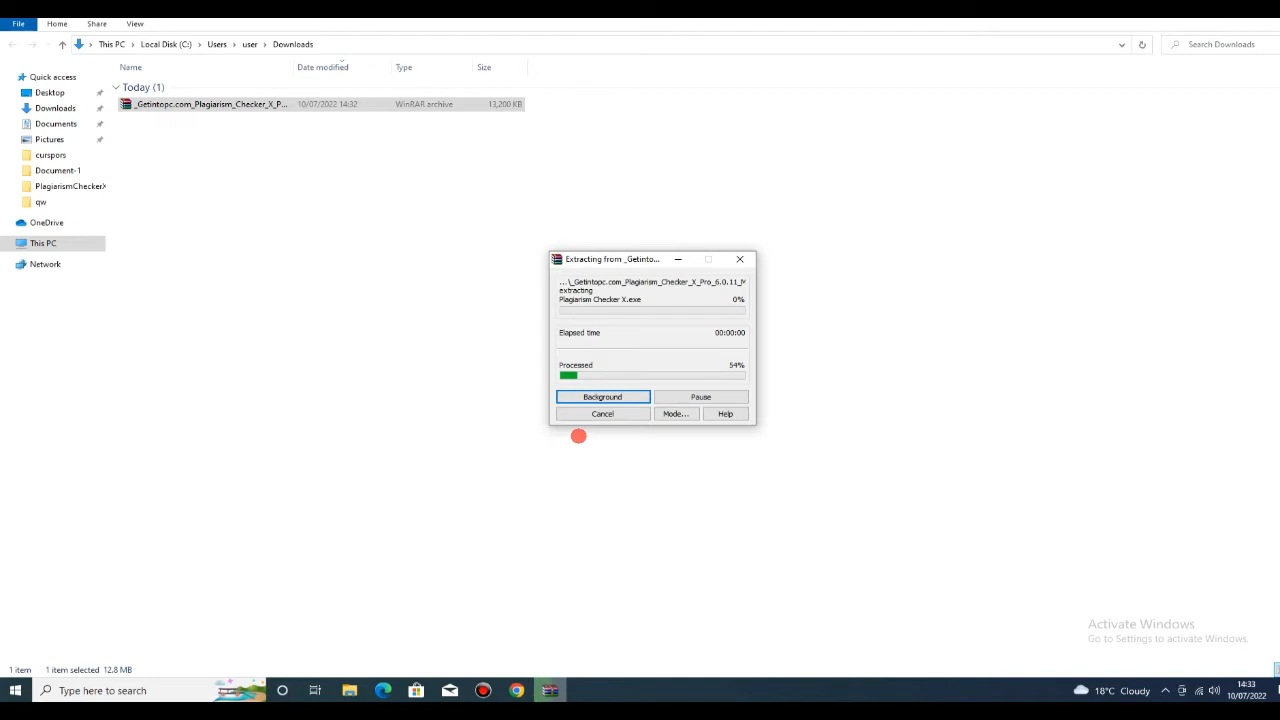 File Home Share View
This PC Local Disk (C:) Users user Downloads Search Downloads
Name Date modified Type Size
Quick access
Today (1)
Desktop
_Getintopc.com_Plagiarism_Checker_X_P... 10/07/2022 14:32 WinRAR archive 13,200 KB
Downloads
Documents
Pictures
curspors
Document-1
PlagiarismCheckerX
qw
OneDrive
This PC
Network
Extracting from _Getinto...
...\_Getintopc.com_Plagiarism_Checker_X_Pro_6.0.11_M
extracting
Plagiarism Checker X.exe 0%
Elapsed time 00:00:00
Processed 54%
Background Pause
Cancel Mode... Help
Activate Windows
Go to Settings to activate Windows.
1 item 1 item selected 12.8 MB
Type here to search
18°C Cloudy
14:33
10/07/2022